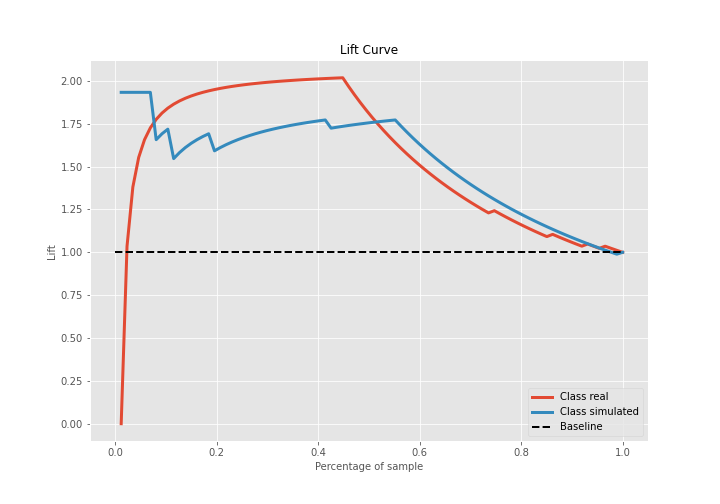 Lift Curve
2.00
1.75
1.50
1.25
1.00
0.75
0.50
0.25
0.00
Lift
0.0 0.2 0.4 0.6 0.8 1.0
Percentage of sample
Class real
Class simulated
Baseline